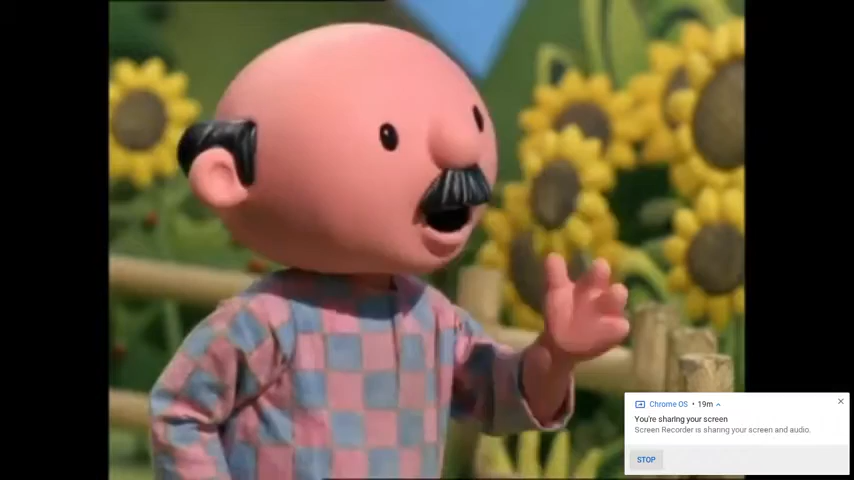 Chrome OS • 19m
You're sharing your screen
Screen Recorder is sharing your screen and audio.
STOP